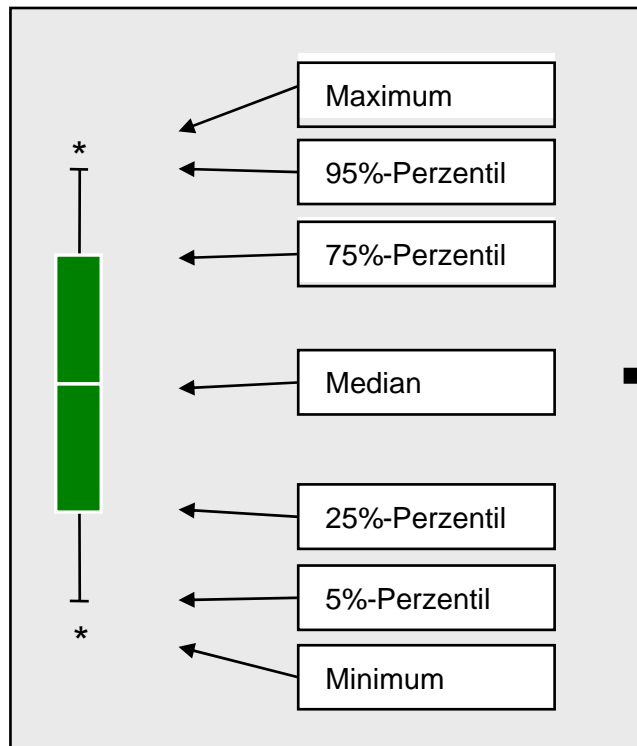 Maximum
*
95%-Perzentil
75%-Perzentil
Median
25%-Perzentil
5%-Perzentil
*
Minimum